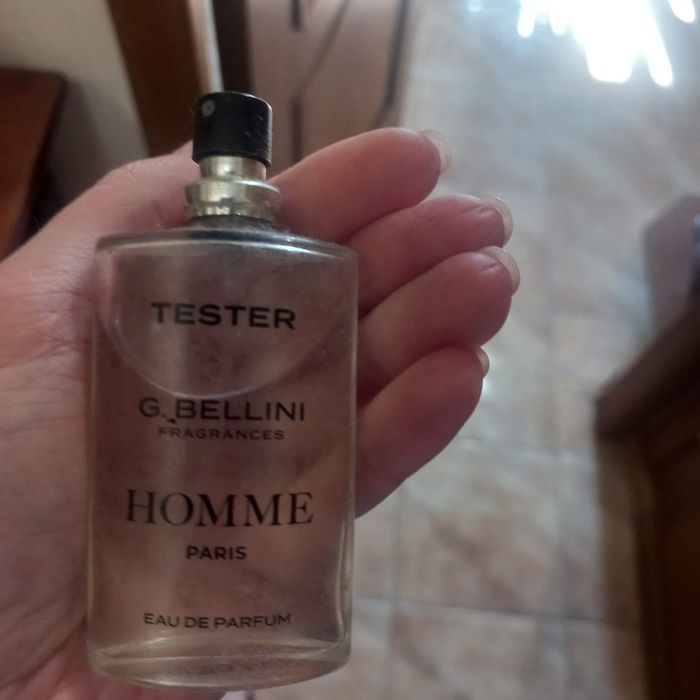 TESTER
G. BELLINI
FRAGRANCES
HOMME
PARIS
EAU DE PARFUM